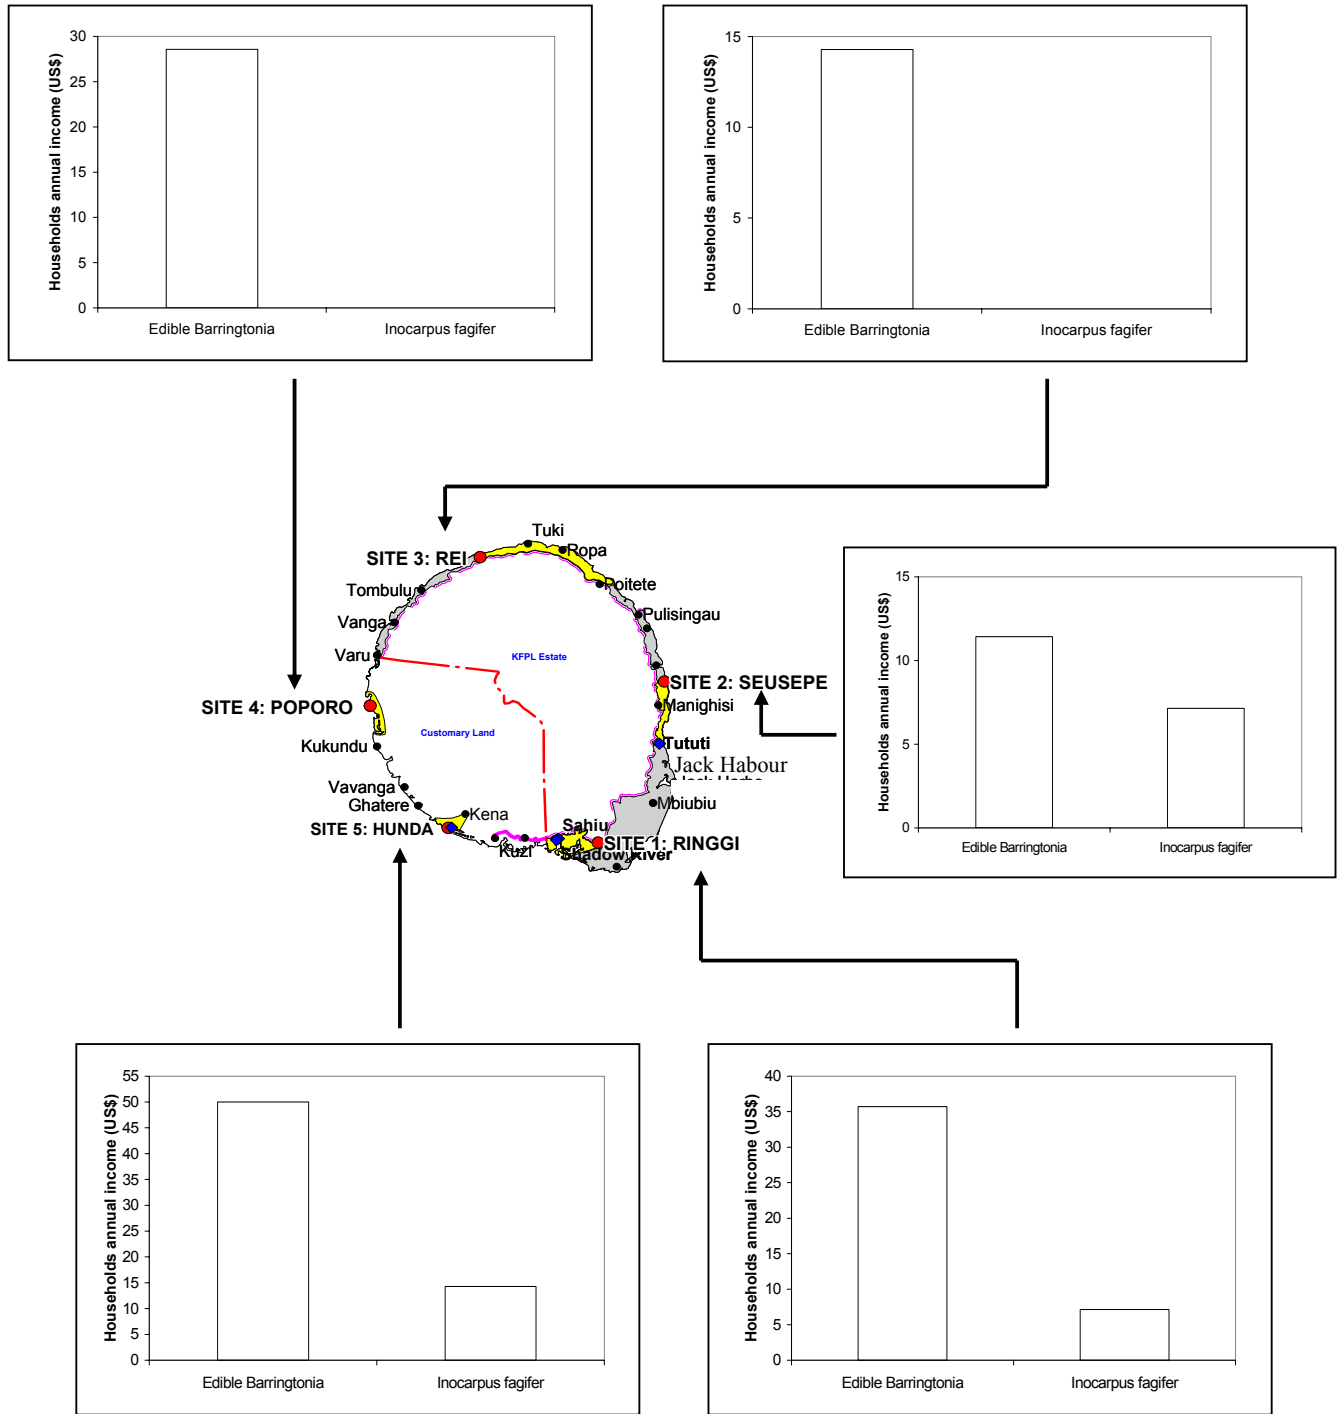 Households annual income (US$)
30
25
20
15
10
5
0
Edible Barringtonia
Inocarpus fagifer
Households annual income (US$)
15
10
5
0
Edible Barringtonia
Inocarpus fagifer
Tuki
SITE 3: REI
Ropa
Poitete
Tombulu
Pulisingau
Vanga
Varu
KFPL Estate
SITE 2: SEUSEPE
SITE 4: POPORO
Manighisi
Customary Land
Kukundu
Tututi
Jack Habour
Vavanga
Ghatere
Mbiubiu
Kena
SITE 5: HUNDA
Sahiu
Kuzi
SITE 1: RINGGI
Shadow River
Households annual income (US$)
15
10
5
0
Edible Barringtonia
Inocarpus fagifer
Households annual income (US$)
55
50
45
40
35
30
25
20
15
10
5
0
Edible Barringtonia
Inocarpus fagifer
Households annual income (US$)
40
35
30
25
20
15
10
5
0
Edible Barringtonia
Inocarpus fagifer